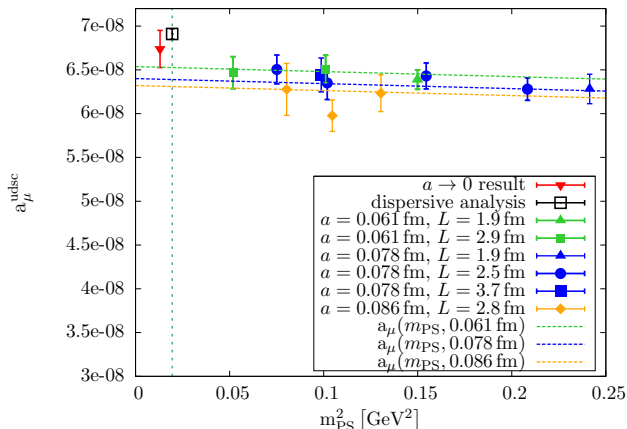 7e-08
6.5e-08
6e-08
5.5e-08
5e-08
4.5e-08
4e-08
3.5e-08
3e-08
0
0.05
0.1
0.15
0.2
0.25
a_μ^udsc
m²_PS [GeV²]
a → 0 result
dispersive analysis
a = 0.061 fm, L = 1.9 fm
a = 0.061 fm, L = 2.9 fm
a = 0.078 fm, L = 1.9 fm
a = 0.078 fm, L = 2.5 fm
a = 0.078 fm, L = 3.7 fm
a = 0.086 fm, L = 2.8 fm
a_μ(m_PS, 0.061 fm)
a_μ(m_PS, 0.078 fm)
a_μ(m_PS, 0.086 fm)